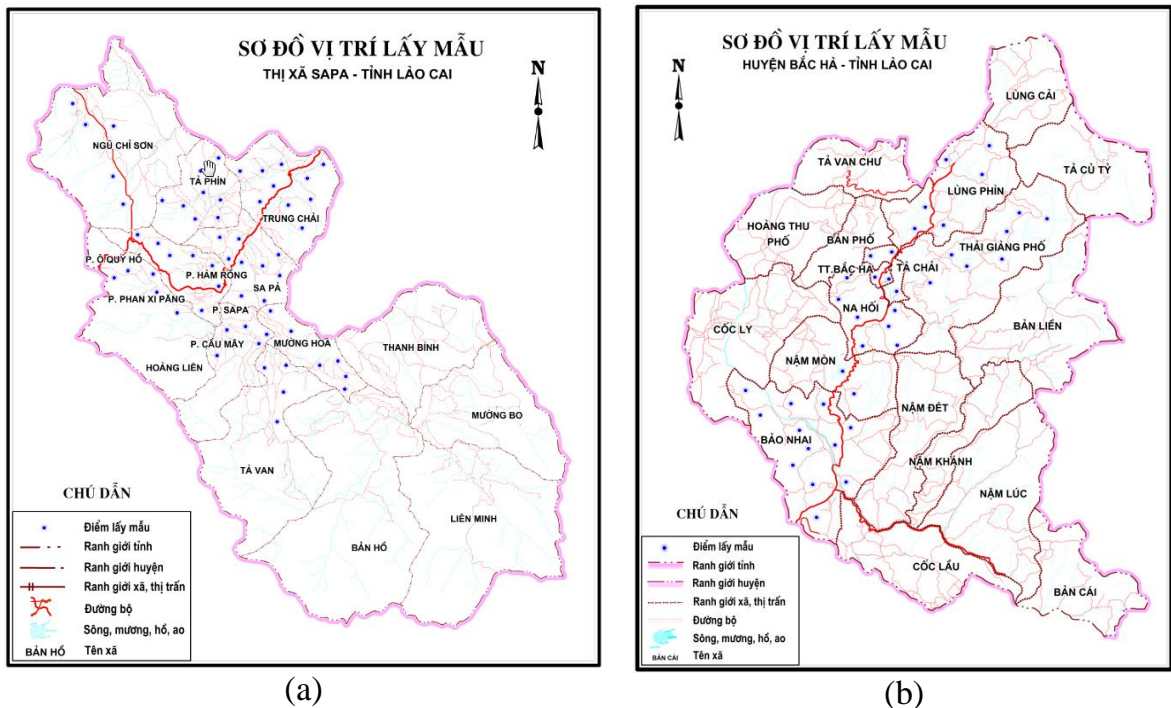 SƠ ĐỒ VỊ TRÍ LẤY MẪU
THỊ XÃ SAPA - TỈNH LÀO CAI
N
NGŨ CHỈ SƠN
TẢ PHÌN
TRUNG CHẢI
P. Ô QUÝ HỒ
P. HÀM RỒNG
SA PẢ
P. PHAN XI PĂNG
P. SAPA
P. CẦU MÂY
MƯỜNG HOA
THANH BÌNH
HOÀNG LIÊN
MƯỜNG BO
TẢ VAN
LIÊN MINH
BẢN HỒ
CHÚ DẪN
Điểm lấy mẫu
Ranh giới tỉnh
Ranh giới huyện
Ranh giới xã, thị trấn
Đường bộ
Sông, mương, hồ, ao
BẢN HỒ Tên xã
(a)
SƠ ĐỒ VỊ TRÍ LẤY MẪU
HUYỆN BẮC HÀ - TỈNH LÀO CAI
N
LÙNG CẢI
TẢ VAN CHƯ
TẢ CỦ TỶ
LÙNG PHÌN
HOÀNG THU
PHỐ
BẢN PHỐ
THẢI GIÀNG PHỐ
TT.BẮC HÀ
TẢ CHẢI
NA HỐI
CỐC LY
BẢN LIỀN
NẬM MÒN
NẬM ĐÉT
BẢO NHAI
NẬM KHÁNH
NẬM LÚC
CỐC LẦU
BẢN CÁI
CHÚ DẪN
Điểm lấy mẫu
Ranh giới tỉnh
Ranh giới huyện
Ranh giới xã, thị trấn
Đường bộ
Sông, mương, hồ, ao
BẢN CÁI Tên xã
(b)